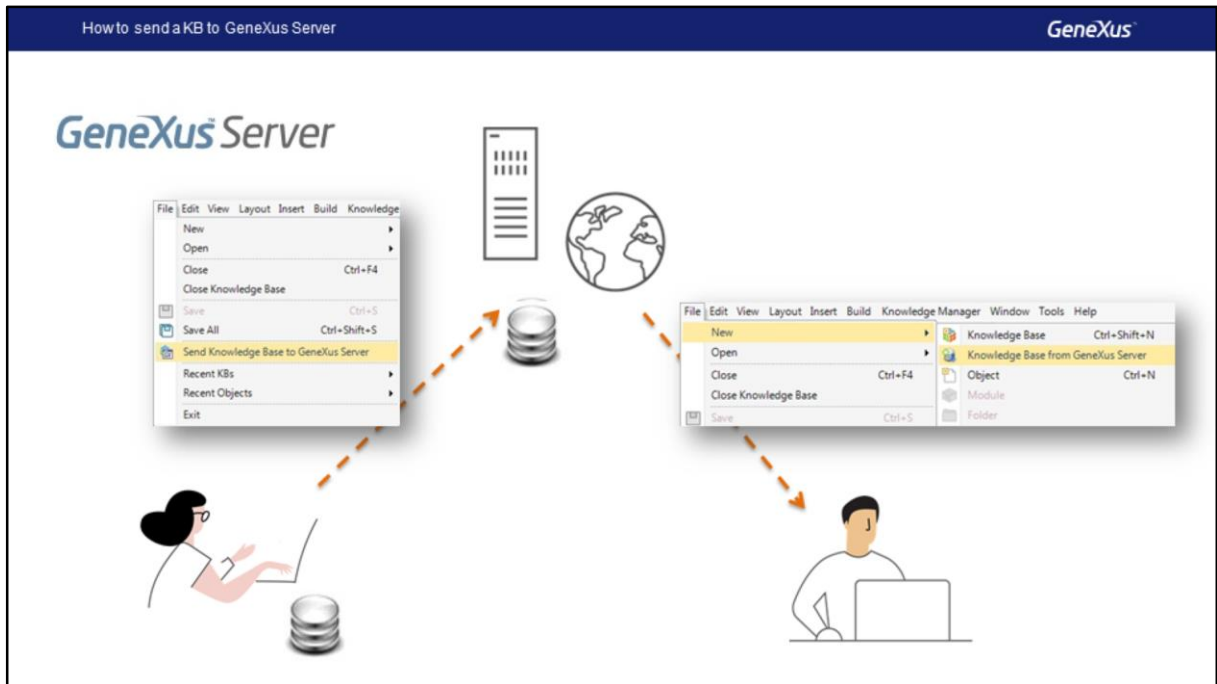 How to send a KB to GeneXus Server
GeneXus™
GeneXus™ Server
File Edit View Layout Insert Build Knowledge
New
Open
Close Ctrl+F4
Close Knowledge Base
Save Ctrl+S
Save All Ctrl+Shift+S
Send Knowledge Base to GeneXus Server
Recent KBs
Recent Objects
Exit
File Edit View Layout Insert Build Knowledge Manager Window Tools Help
New Knowledge Base Ctrl+Shift+N
Open Knowledge Base from GeneXus Server
Close Ctrl+F4 Object Ctrl+N
Close Knowledge Base Module
Save Ctrl+S Folder